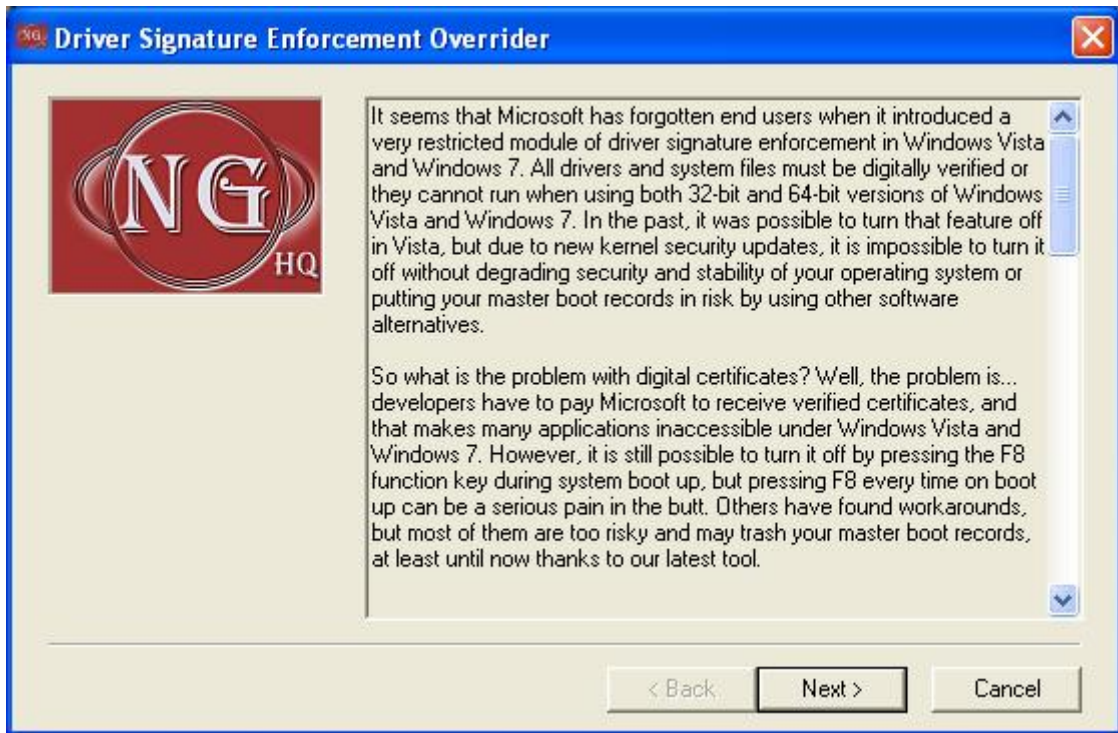 NG Driver Signature Enforcement Overrider
NG
HQ
It seems that Microsoft has forgotten end users when it introduced a
very restricted module of driver signature enforcement in Windows Vista
and Windows 7. All drivers and system files must be digitally verified or
they cannot run when using both 32-bit and 64-bit versions of Windows
Vista and Windows 7. In the past, it was possible to turn that feature off
in Vista, but due to new kernel security updates, it is impossible to turn it
off without degrading security and stability of your operating system or
putting your master boot records in risk by using other software
alternatives.
So what is the problem with digital certificates? Well, the problem is...
developers have to pay Microsoft to receive verified certificates, and
that makes many applications inaccessible under Windows Vista and
Windows 7. However, it is still possible to turn it off by pressing the F8
function key during system boot up, but pressing F8 every time on boot
up can be a serious pain in the butt. Others have found workarounds,
but most of them are too risky and may trash your master boot records,
at least until now thanks to our latest tool.
< Back
Next >
Cancel